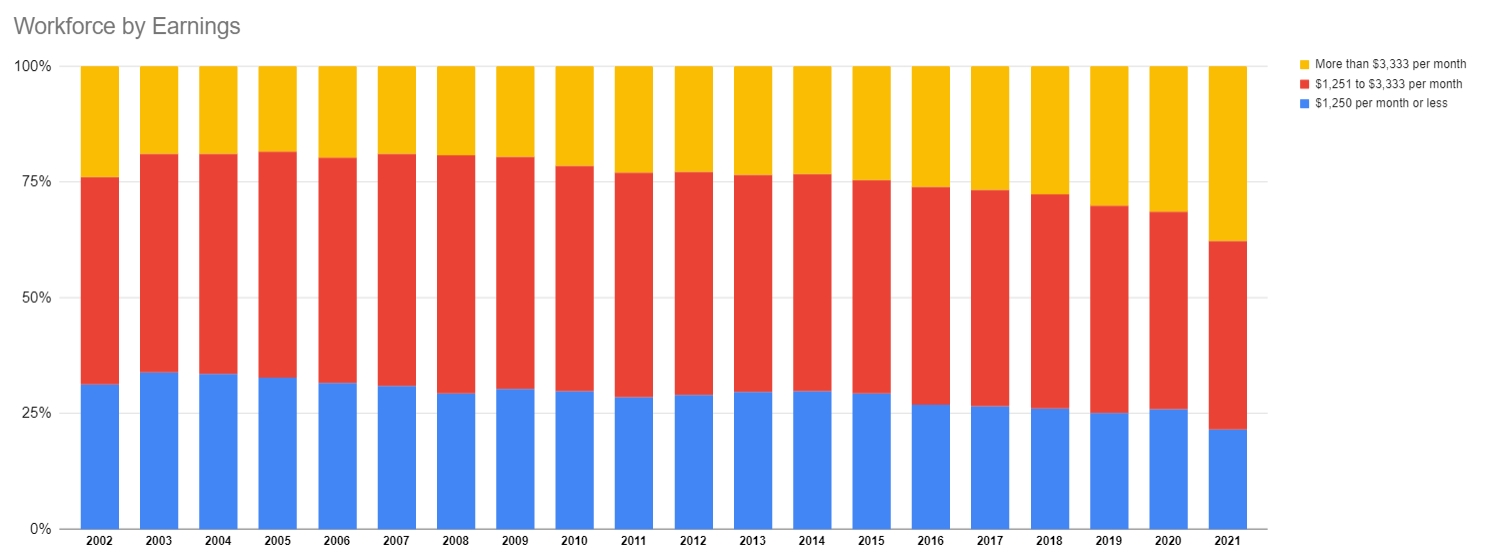 Workforce by Earnings
100%
75%
50%
25%
0%
2002 2003 2004 2005 2006 2007 2008 2009 2010 2011 2012 2013 2014 2015 2016 2017 2018 2019 2020 2021
More than $3,333 per month
$1,251 to $3,333 per month
$1,250 per month or less